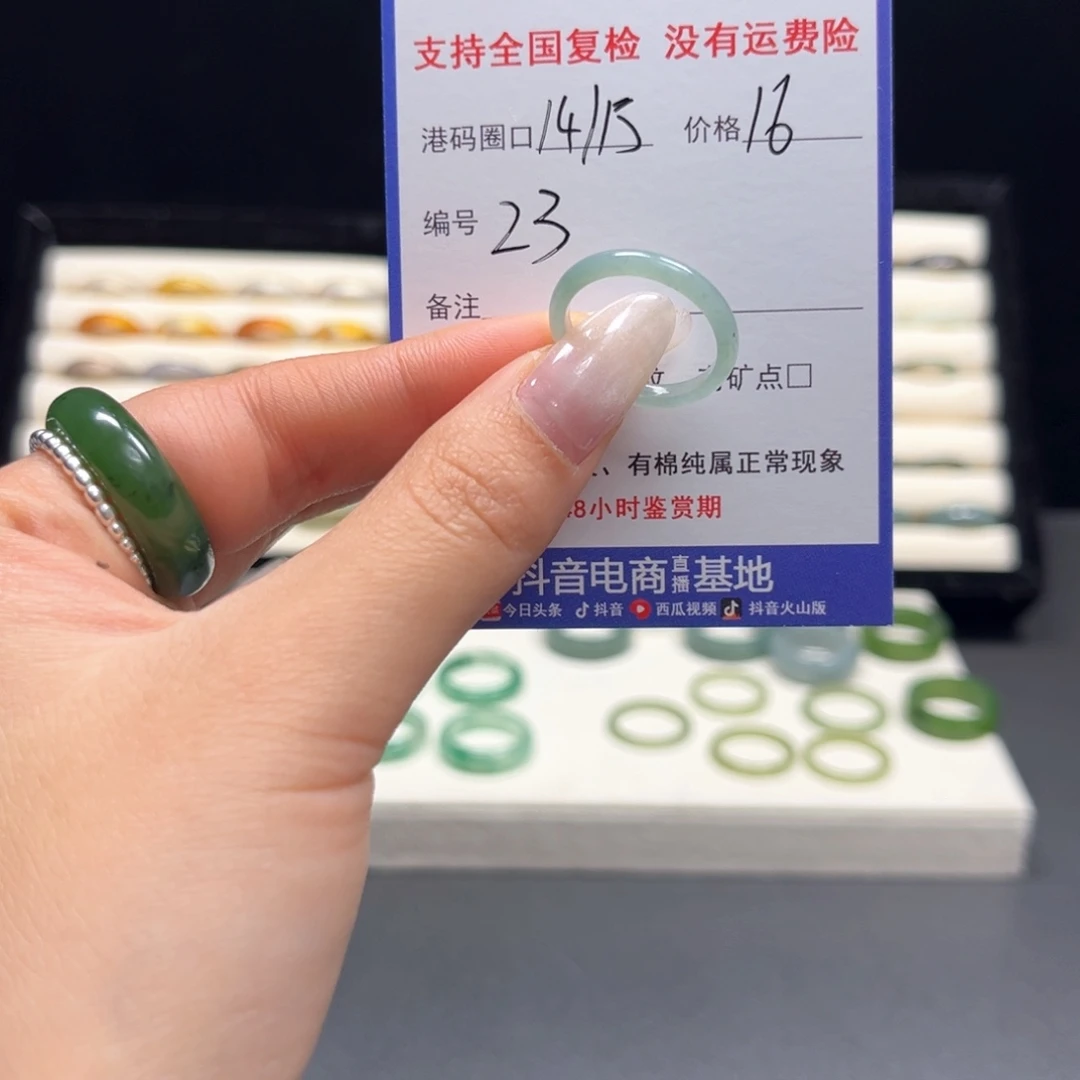 支持全国复检 没有运费险
港码圈口 14/15 价格 16
编号 23
备注
矿点□
、有棉纯属正常现象
48小时鉴赏期
抖音电商直播基地
今日头条 抖音 西瓜视频 抖音火山版